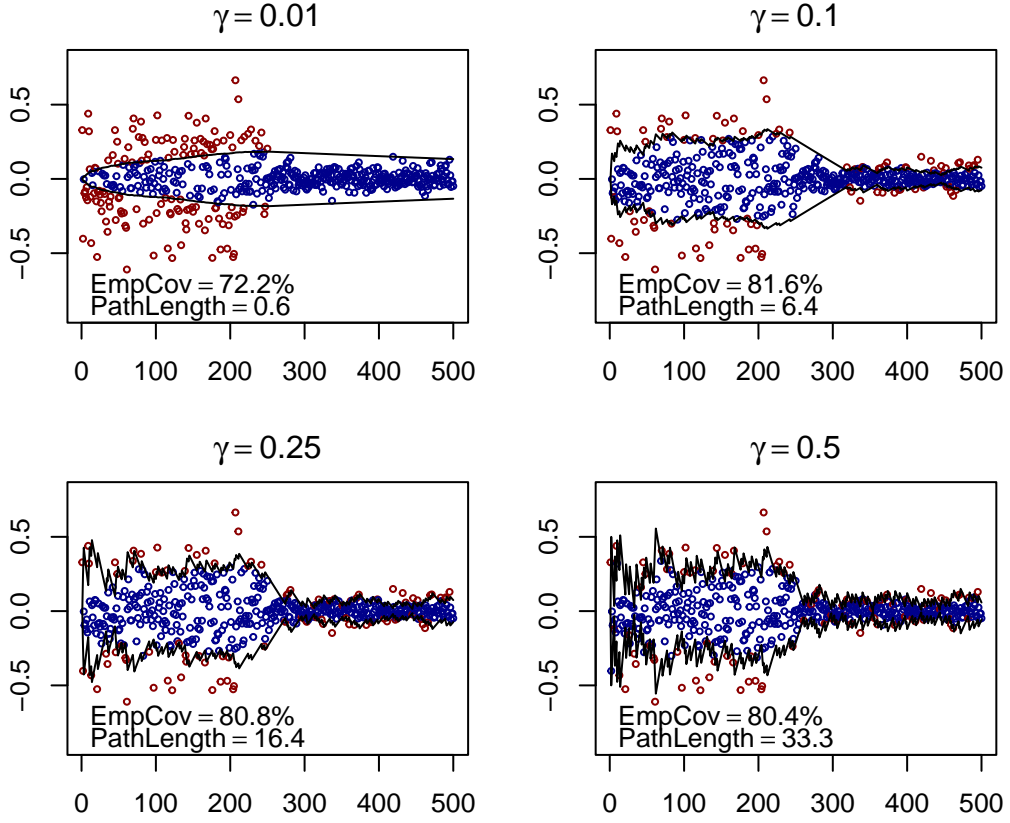 γ = 0.01
0.5
0.0
−0.5
EmpCov = 72.2%
PathLength = 0.6
0 100 200 300 400 500
γ = 0.1
0.5
0.0
−0.5
EmpCov = 81.6%
PathLength = 6.4
0 100 200 300 400 500
γ = 0.25
0.5
0.0
−0.5
EmpCov = 80.8%
PathLength = 16.4
0 100 200 300 400 500
γ = 0.5
0.5
0.0
−0.5
EmpCov = 80.4%
PathLength = 33.3
0 100 200 300 400 500